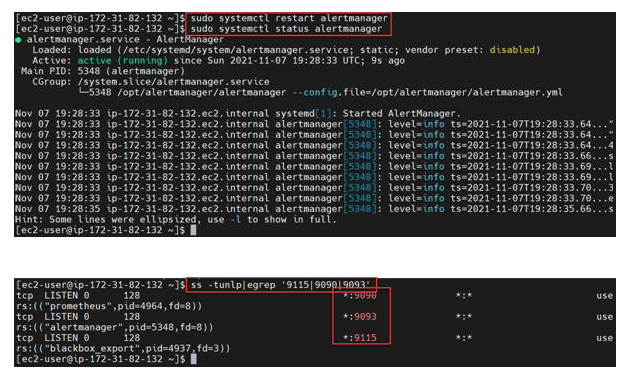 [ec2-user@ip-172-31-82-132 ~]$ sudo systemctl restart alertmanager
[ec2-user@ip-172-31-82-132 ~]$ sudo systemctl status alertmanager
● alertmanager.service - AlertManager
Loaded: loaded (/etc/systemd/system/alertmanager.service; static; vendor preset: disabled)
Active: active (running) since Sun 2021-11-07 19:28:33 UTC; 9s ago
Main PID: 5348 (alertmanager)
CGroup: /system.slice/alertmanager.service
└─5348 /opt/alertmanager/alertmanager --config.file=/opt/alertmanager/alertmanager.yml
Nov 07 19:28:33 ip-172-31-82-132.ec2.internal systemd[1]: Started AlertManager.
Nov 07 19:28:33 ip-172-31-82-132.ec2.internal alertmanager[5348]: level=info ts=2021-11-07T19:28:33.64..."
Nov 07 19:28:33 ip-172-31-82-132.ec2.internal alertmanager[5348]: level=info ts=2021-11-07T19:28:33.64..."
Nov 07 19:28:33 ip-172-31-82-132.ec2.internal alertmanager[5348]: level=info ts=2021-11-07T19:28:33.64...4
Nov 07 19:28:33 ip-172-31-82-132.ec2.internal alertmanager[5348]: level=info ts=2021-11-07T19:28:33.66...s
Nov 07 19:28:33 ip-172-31-82-132.ec2.internal alertmanager[5348]: level=info ts=2021-11-07T19:28:33.69...l
Nov 07 19:28:33 ip-172-31-82-132.ec2.internal alertmanager[5348]: level=info ts=2021-11-07T19:28:33.69...l
Nov 07 19:28:33 ip-172-31-82-132.ec2.internal alertmanager[5348]: level=info ts=2021-11-07T19:28:33.70...3
Nov 07 19:28:33 ip-172-31-82-132.ec2.internal alertmanager[5348]: level=info ts=2021-11-07T19:28:33.70...e
Nov 07 19:28:35 ip-172-31-82-132.ec2.internal alertmanager[5348]: level=info ts=2021-11-07T19:28:35.66...s
Hint: Some lines were ellipsized, use -l to show in full.
[ec2-user@ip-172-31-82-132 ~]$
[ec2-user@ip-172-31-82-132 ~]$ ss -tunlp|egrep '9115|9090|9093'
tcp LISTEN 0 128 *:9090 *:* use
rs:(("prometheus",pid=4964,fd=8))
tcp LISTEN 0 128 *:9093 *:* use
rs:(("alertmanager",pid=5348,fd=8))
tcp LISTEN 0 128 *:9115 *:* use
rs:(("blackbox_export",pid=4937,fd=3))
[ec2-user@ip-172-31-82-132 ~]$